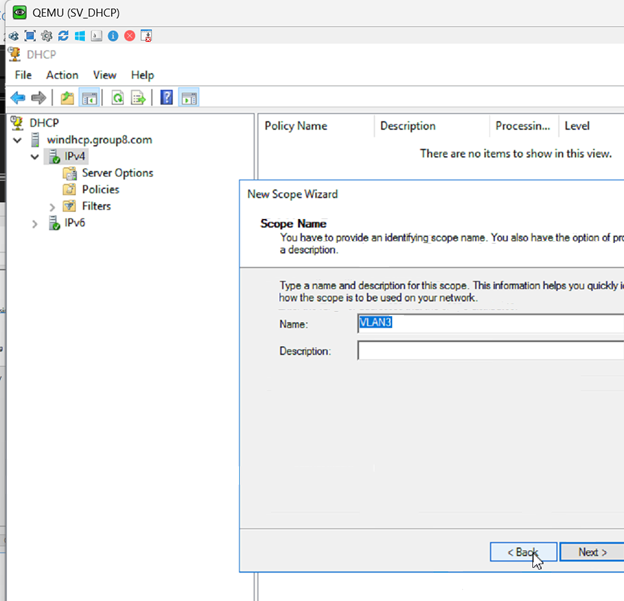 QEMU (SV_DHCP)
DHCP
File Action View Help
DHCP
windhcp.group8.com
IPv4
Server Options
Policies
Filters
IPv6
Policy Name Description Processin... Level
There are no items to show in this view.
New Scope Wizard
Scope Name
You have to provide an identifying scope name. You also have the option of
a description.
Type a name and description for this scope. This information helps you quickly
how the scope is to be used on your network.
Name: VLAN3
Description:
< Back Next >